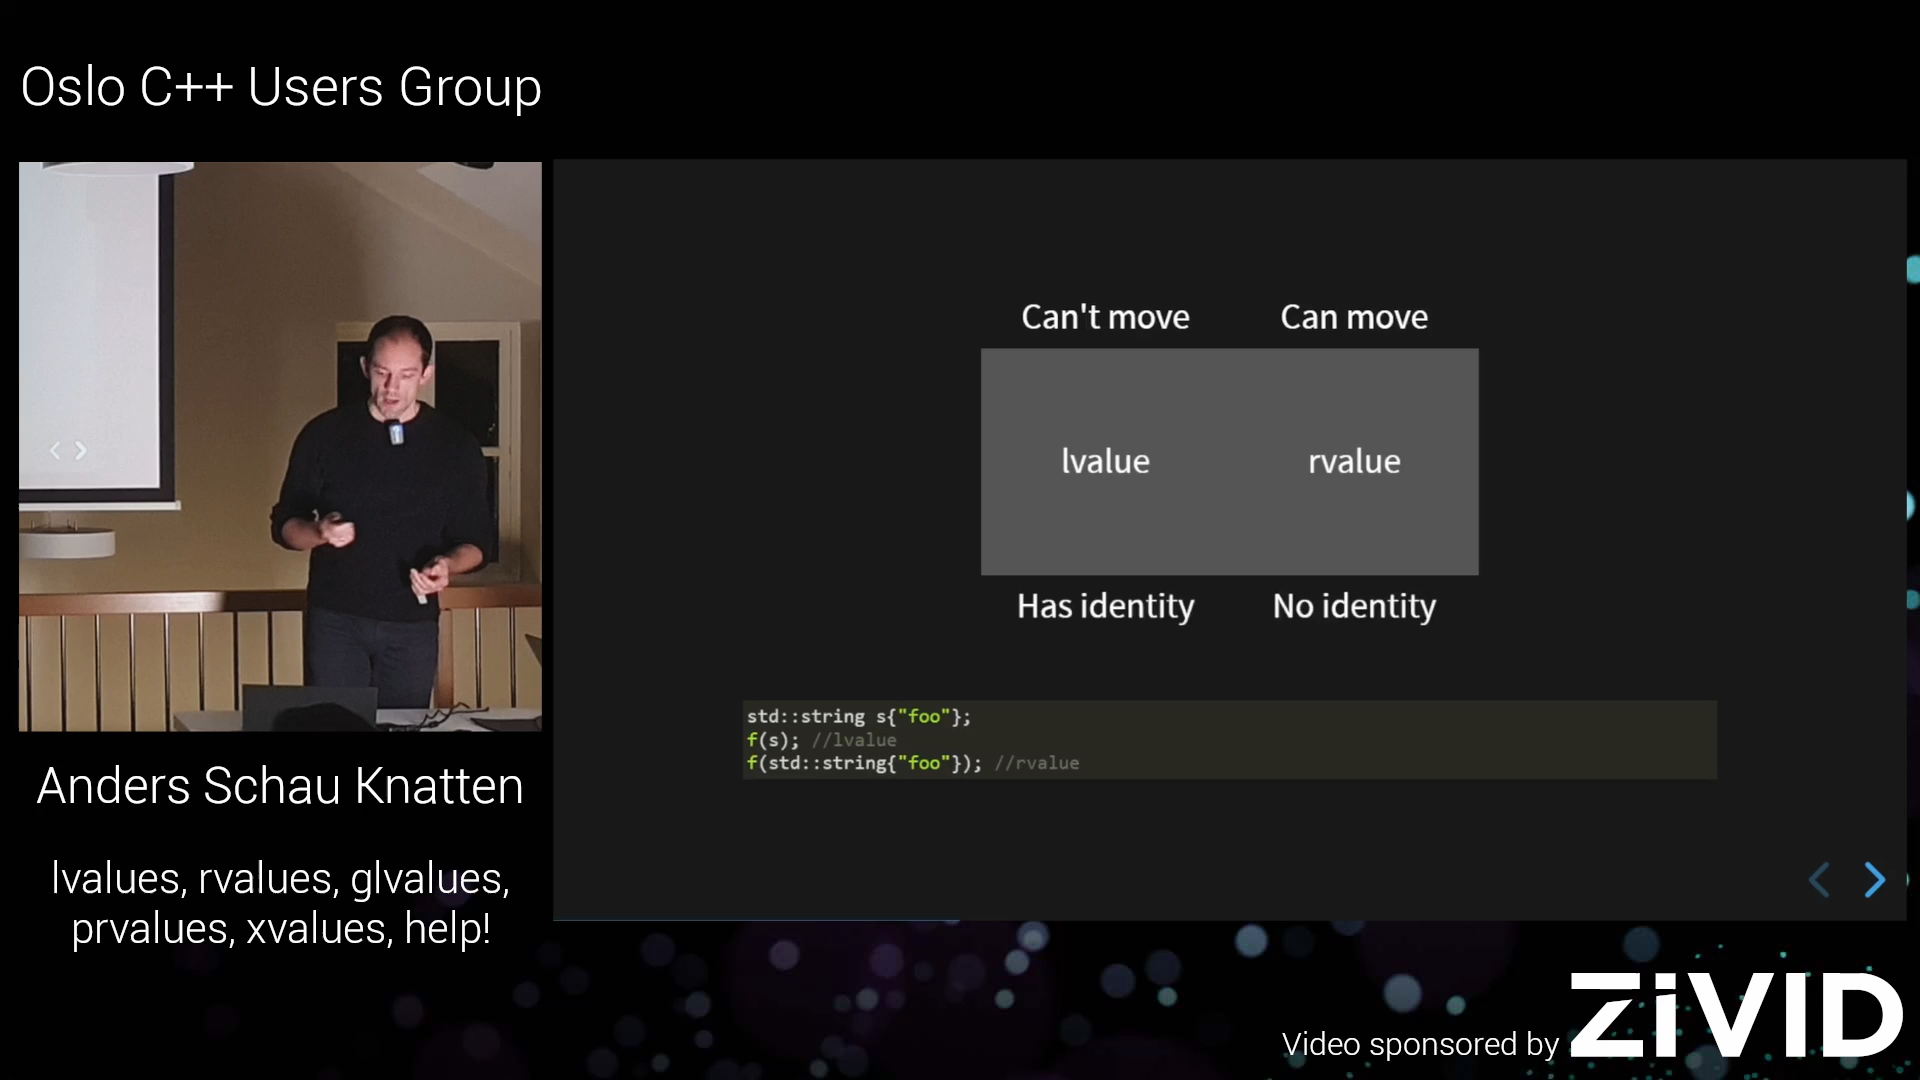 Oslo C++ Users Group
Can't move Can move
lvalue rvalue
Has identity No identity
std::string s{"foo"};
f(s); //lvalue
f(std::string{"foo"}); //rvalue
Anders Schau Knatten
lvalues, rvalues, glvalues,
prvalues, xvalues, help!
Video sponsored by ZiVID